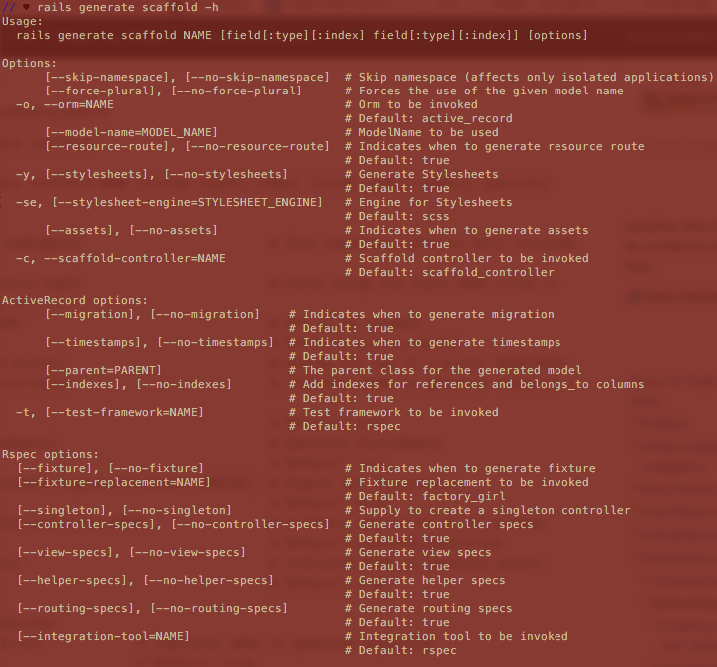 // ♥ rails generate scaffold -h
Usage:
  rails generate scaffold NAME [field[:type][:index] field[:type][:index]] [options]

Options:
      [--skip-namespace], [--no-skip-namespace]  # Skip namespace (affects only isolated applications)
      [--force-plural], [--no-force-plural]      # Forces the use of the given model name
  -o, --orm=NAME                                 # Orm to be invoked
                                                 # Default: active_record
      [--model-name=MODEL_NAME]                  # ModelName to be used
      [--resource-route], [--no-resource-route]  # Indicates when to generate resource route
                                                 # Default: true
  -y, [--stylesheets], [--no-stylesheets]        # Generate Stylesheets
                                                 # Default: true
  -se, [--stylesheet-engine=STYLESHEET_ENGINE]   # Engine for Stylesheets
                                                 # Default: scss
      [--assets], [--no-assets]                  # Indicates when to generate assets
                                                 # Default: true
  -c, --scaffold-controller=NAME                 # Scaffold controller to be invoked
                                                 # Default: scaffold_controller

ActiveRecord options:
      [--migration], [--no-migration]    # Indicates when to generate migration
                                         # Default: true
      [--timestamps], [--no-timestamps]  # Indicates when to generate timestamps
                                         # Default: true
      [--parent=PARENT]                  # The parent class for the generated model
      [--indexes], [--no-indexes]        # Add indexes for references and belongs_to columns
                                         # Default: true
  -t, [--test-framework=NAME]            # Test framework to be invoked
                                         # Default: rspec

Rspec options:
  [--fixture], [--no-fixture]                    # Indicates when to generate fixture
  [--fixture-replacement=NAME]                   # Fixture replacement to be invoked
                                                 # Default: factory_girl
  [--singleton], [--no-singleton]                # Supply to create a singleton controller
  [--controller-specs], [--no-controller-specs]  # Generate controller specs
                                                 # Default: true
  [--view-specs], [--no-view-specs]              # Generate view specs
                                                 # Default: true
  [--helper-specs], [--no-helper-specs]          # Generate helper specs
                                                 # Default: true
  [--routing-specs], [--no-routing-specs]        # Generate routing specs
                                                 # Default: true
  [--integration-tool=NAME]                      # Integration tool to be invoked
                                                 # Default: rspec